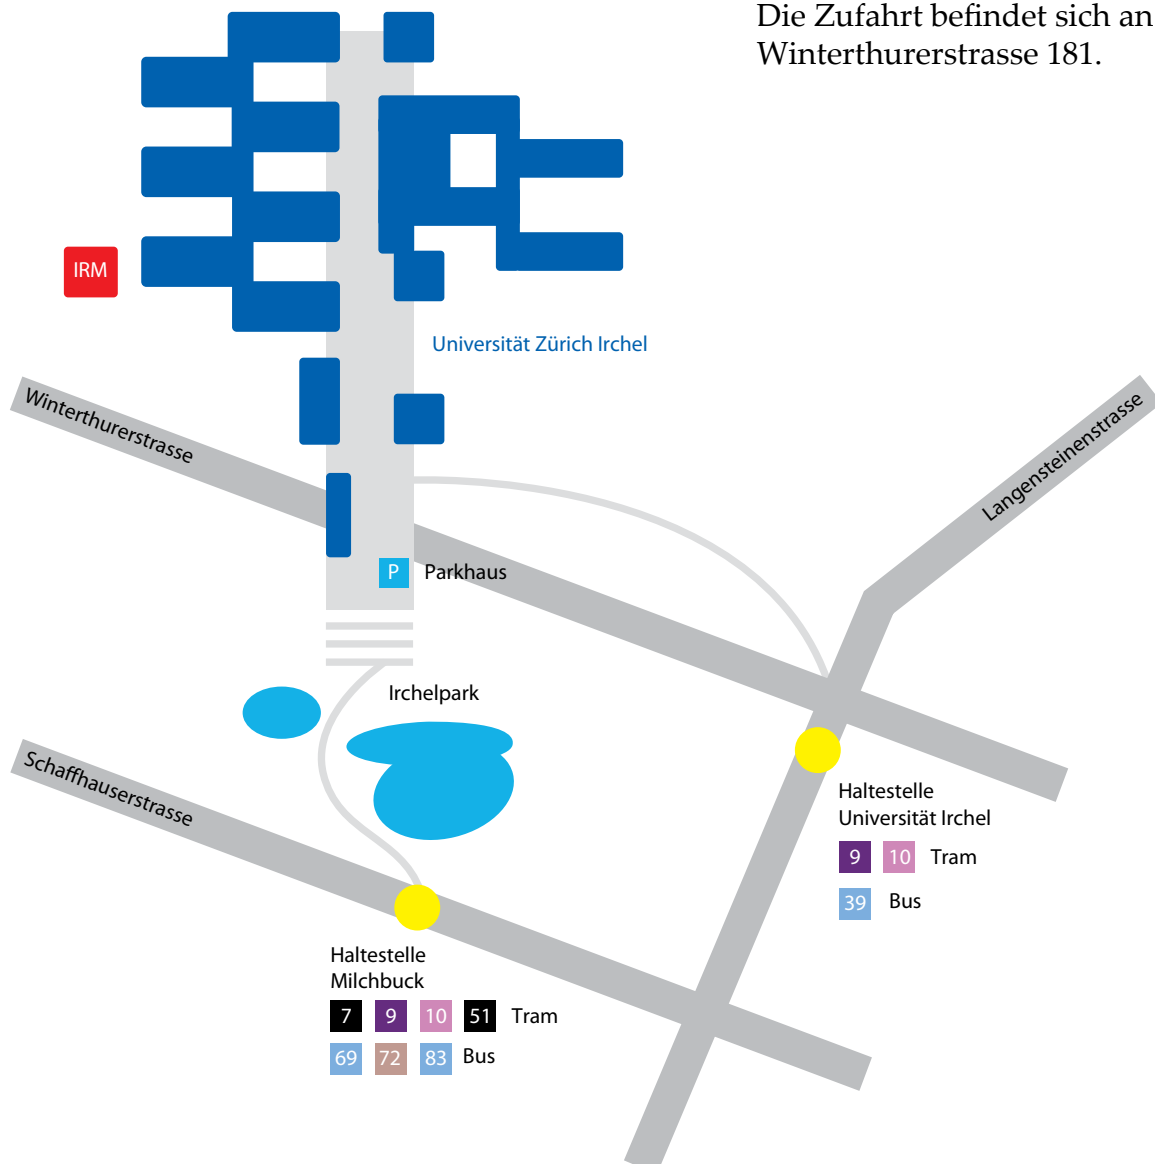 Die Zufahrt befindet sich an
Winterthurerstrasse 181.
IRM
Universität Zürich Irchel
Winterthurerstrasse
Langensteinenstrasse
P Parkhaus
Irchelpark
Schaffhauserstrasse
Haltestelle
Universität Irchel
9 10 Tram
39 Bus
Haltestelle
Milchbuck
7 9 10 51 Tram
69 72 83 Bus